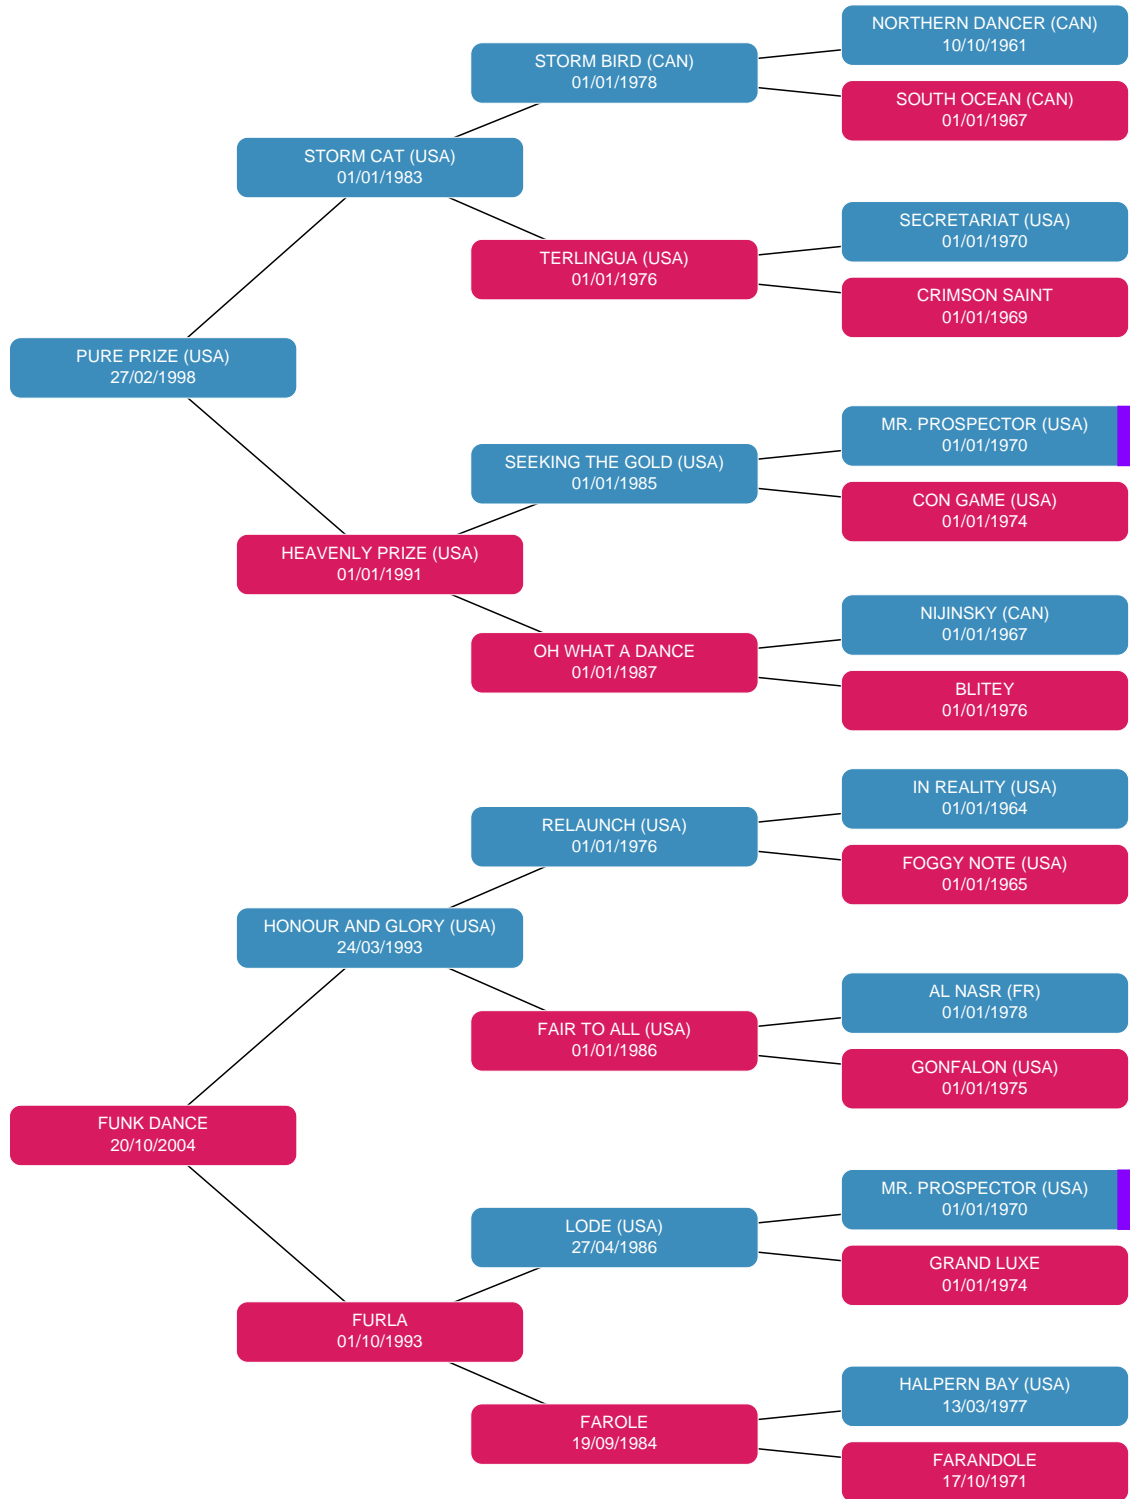 NORTHERN DANCER (CAN)
10/10/1961
STORM BIRD (CAN)
01/01/1978
SOUTH OCEAN (CAN)
01/01/1967
STORM CAT (USA)
01/01/1983
SECRETARIAT (USA)
01/01/1970
TERLINGUA (USA)
01/01/1976
CRIMSON SAINT
01/01/1969
PURE PRIZE (USA)
27/02/1998
MR. PROSPECTOR (USA)
01/01/1970
SEEKING THE GOLD (USA)
01/01/1985
CON GAME (USA)
01/01/1974
HEAVENLY PRIZE (USA)
01/01/1991
NIJINSKY (CAN)
01/01/1967
OH WHAT A DANCE
01/01/1987
BLITEY
01/01/1976
IN REALITY (USA)
01/01/1964
RELAUNCH (USA)
01/01/1976
FOGGY NOTE (USA)
01/01/1965
HONOUR AND GLORY (USA)
24/03/1993
AL NASR (FR)
01/01/1978
FAIR TO ALL (USA)
01/01/1986
GONFALON (USA)
01/01/1975
FUNK DANCE
20/10/2004
MR. PROSPECTOR (USA)
01/01/1970
LODE (USA)
27/04/1986
GRAND LUXE
01/01/1974
FURLA
01/10/1993
HALPERN BAY (USA)
13/03/1977
FAROLE
19/09/1984
FARANDOLE
17/10/1971